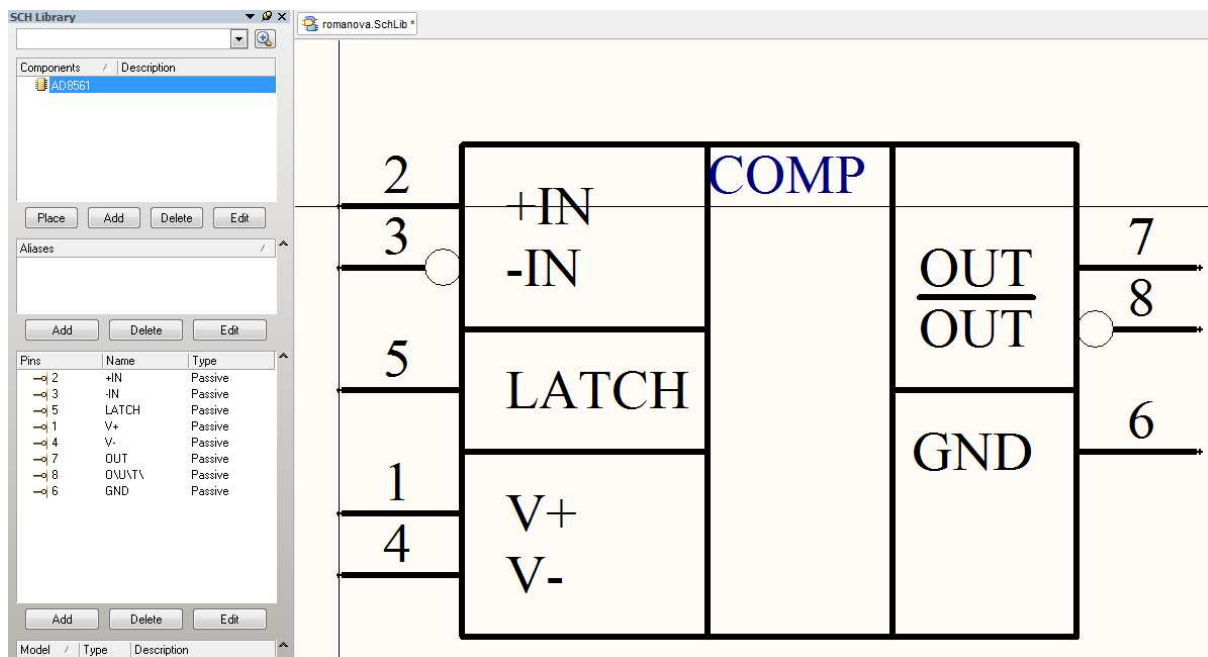 SCH Library
Components / Description
AD8561
Place Add Delete Edit
Aliases /
Add Delete Edit
Pins Name Type
2 +IN Passive
3 -IN Passive
5 LATCH Passive
1 V+ Passive
4 V- Passive
7 OUT Passive
8 O\U\T\ Passive
6 GND Passive
Add Delete Edit
Model / Type Description
romanova.SchLib *
2 +IN COMP
3 -IN OUT 7
O̅U̅T̅ 8
5 LATCH
GND 6
1 V+
4 V-